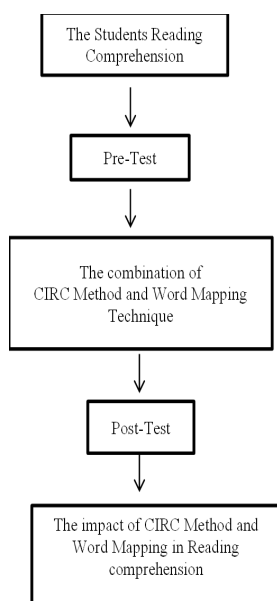 The Students Reading
Comprehension
Pre-Test
The combination of
CIRC Method and Word Mapping
Technique
Post-Test
The impact of CIRC Method and
Word Mapping in Reading
comprehension